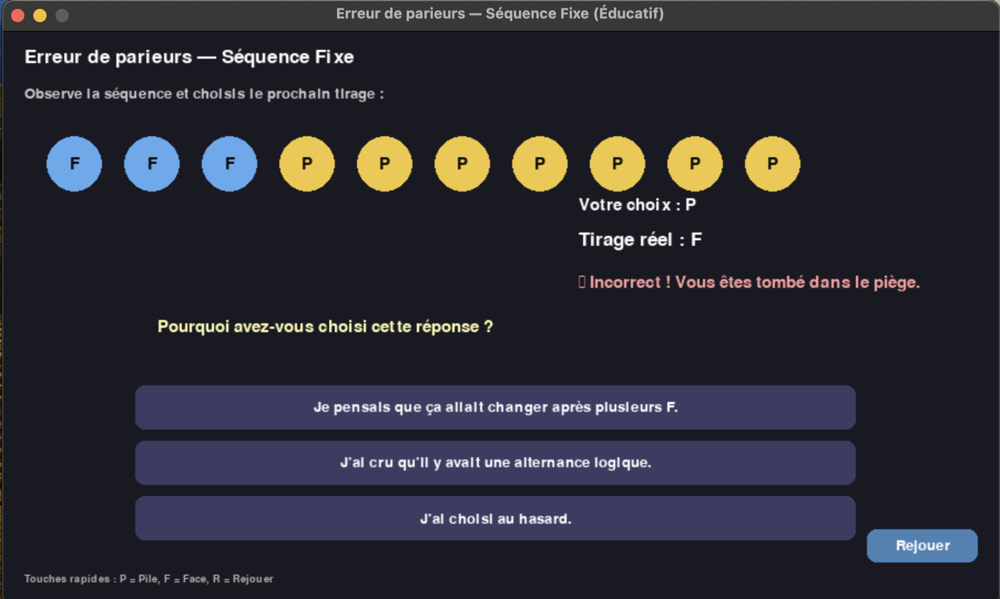 Erreur de parieurs — Séquence Fixe (Éducatif)
Erreur de parieurs — Séquence Fixe
Observe la séquence et choisis le prochain tirage :
F F F P P P P P P P
Votre choix : P
Tirage réel : F
Incorrect ! Vous êtes tombé dans le piège.
Pourquoi avez-vous choisi cette réponse ?
Je pensais que ça allait changer après plusieurs F.
J'ai cru qu'il y avait une alternance logique.
J'ai choisi au hasard.
Rejouer
Touches rapides : P = Pile, F = Face, R = Rejouer